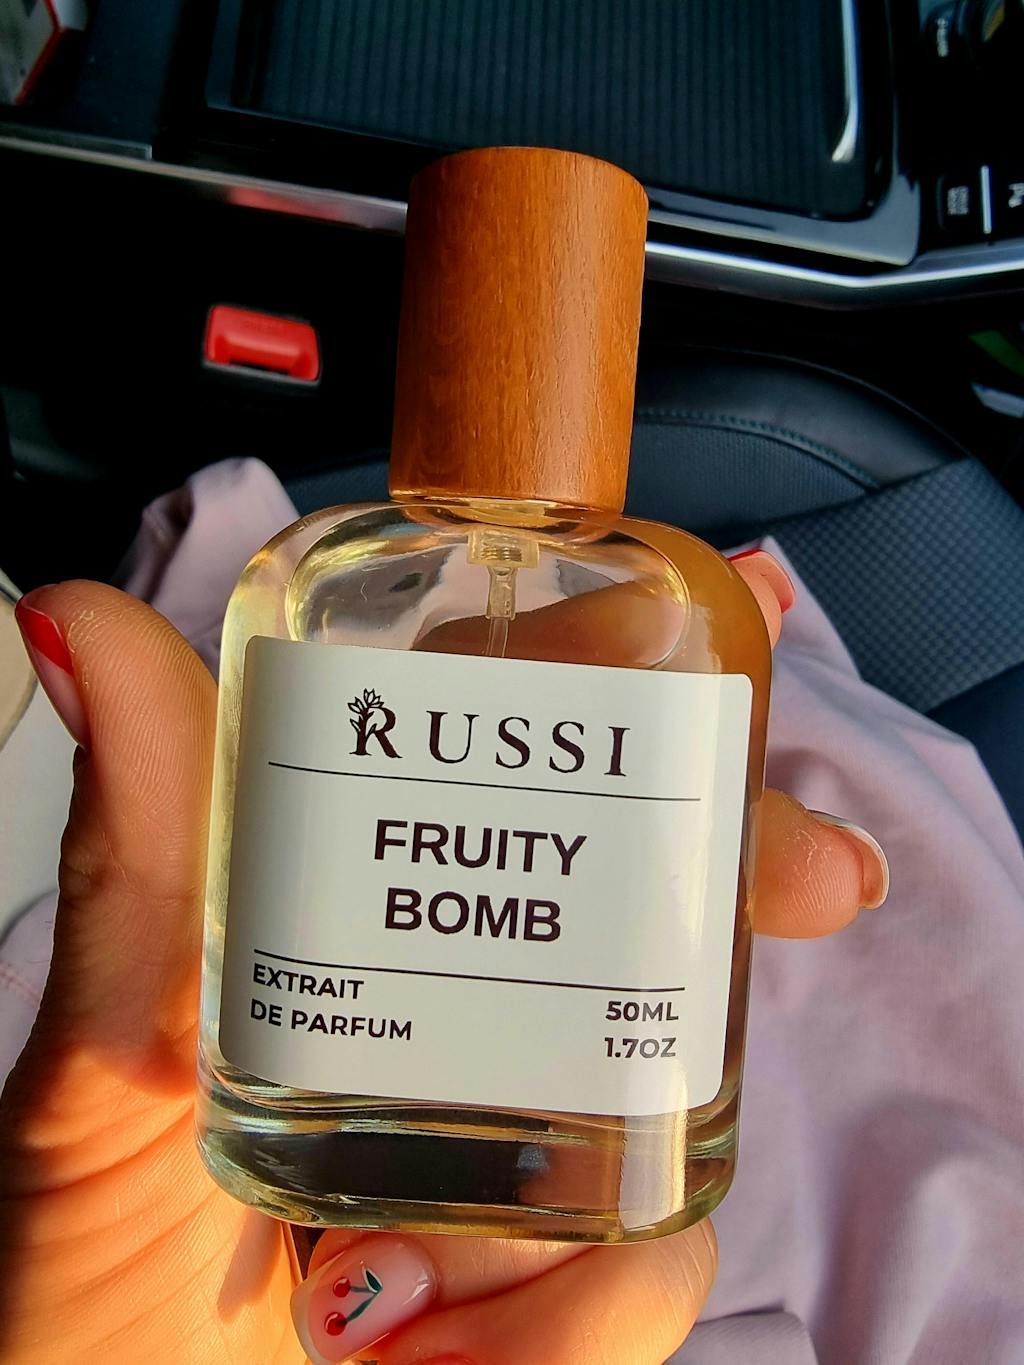 RUSSI
FRUITY
BOMB
EXTRAIT
DE PARFUM
50ML
1.7OZ